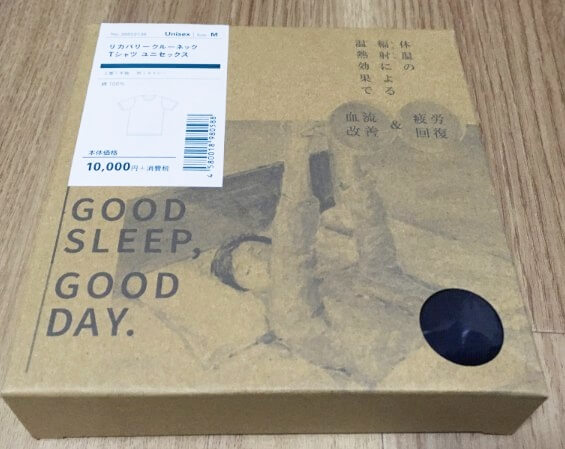 Unisex
M
リカバリークルーネック
Tシャツ ユニセックス
綿 100%
本体価格
10,000円+消費税
4580018980588
体温の
輻射による
温熱効果で
血流
改善
&
疲労
回復
GOOD
SLEEP,
GOOD
DAY.